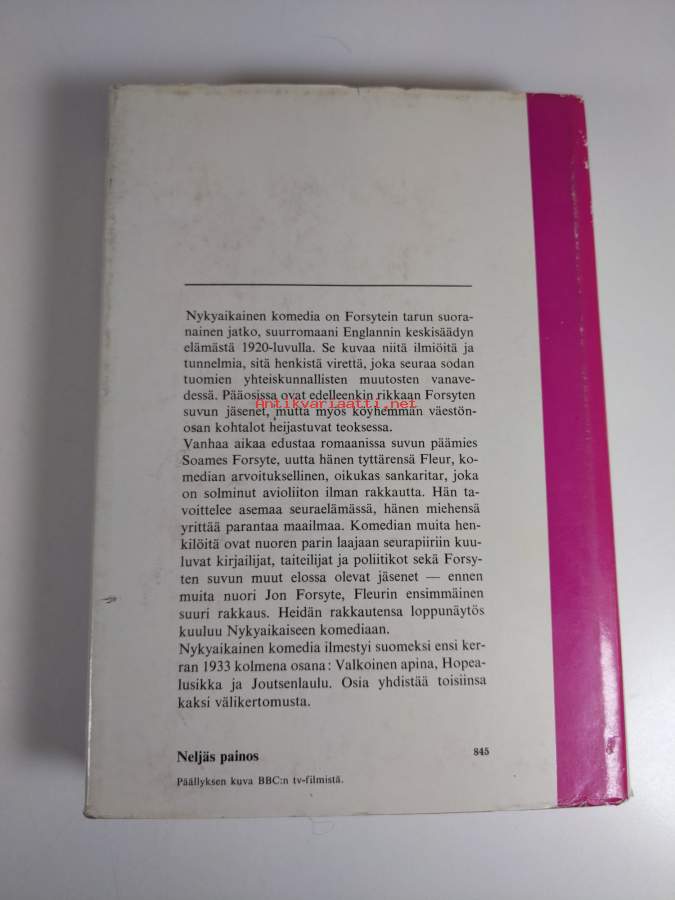 Nykyaikainen komedia on Forsytein tarun suora-
nainen jatko, suurromaani Englannin keskisäädyn
elämästä 1920-luvulla. Se kuvaa niitä ilmiöitä ja
tunnelmia, sitä henkistä virettä, joka seuraa sodan
tuomien yhteiskunnallisten muutosten vanave-
dessä. Pääosissa ovat edelleenkin rikkaan Forsyten
Antikvariaatti.net
suvun jäsenet, mutta myös köyhemmän väestön-
osan kohtalot heijastuvat teoksessa.
Vanhaa aikaa edustaa romaanissa suvun päämies
Soames Forsyte, uutta hänen tyttärensä Fleur, ko-
median arvoituksellinen, oikukas sankaritar, joka
on solminut avioliiton ilman rakkautta. Hän ta-
voittelee asemaa seuraelämässä, hänen miehensä
yrittää parantaa maailmaa. Komedian muita hen-
kilöitä ovat nuoren parin laajaan seurapiiriin kuu-
luvat kirjailijat, taiteilijat ja poliitikot sekä Forsy-
ten suvun muut elossa olevat jäsenet — ennen
muita nuori Jon Forsyte, Fleurin ensimmäinen
suuri rakkaus. Heidän rakkautensa loppunäytös
kuuluu Nykyaikaiseen komediaan.
Nykyaikainen komedia ilmestyi suomeksi ensi ker-
ran 1933 kolmena osana: Valkoinen apina, Hopea-
lusikka ja Joutsenlaulu. Osia yhdistää toisiinsa
kaksi välikertomusta.
Neljäs painos 845
Päällyksen kuva BBC:n tv-filmistä.